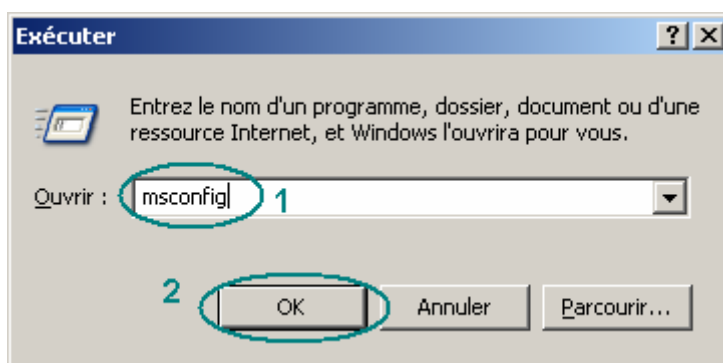 Exécuter
Entrez le nom d'un programme, dossier, document ou d'une
ressource Internet, et Windows l'ouvrira pour vous.
Ouvrir : msconfig 1
2 OK Annuler Parcourir...